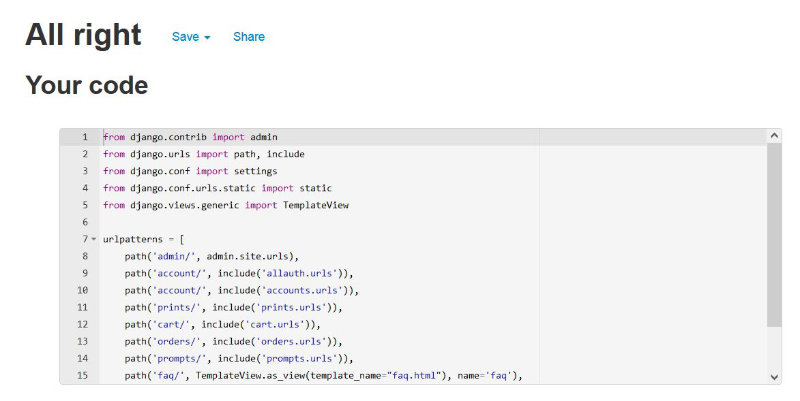 All right Save Share
Your code
1 from django.contrib import admin
2 from django.urls import path, include
3 from django.conf import settings
4 from django.conf.urls.static import static
5 from django.views.generic import TemplateView
6
7 urlpatterns = [
8 path('admin/', admin.site.urls),
9 path('account/', include('allauth.urls')),
10 path('account/', include('accounts.urls')),
11 path('prints/', include('prints.urls')),
12 path('cart/', include('cart.urls')),
13 path('orders/', include('orders.urls')),
14 path('prompts/', include('prompts.urls')),
15 path('faq/', TemplateView.as_view(template_name="faq.html"), name='faq'),